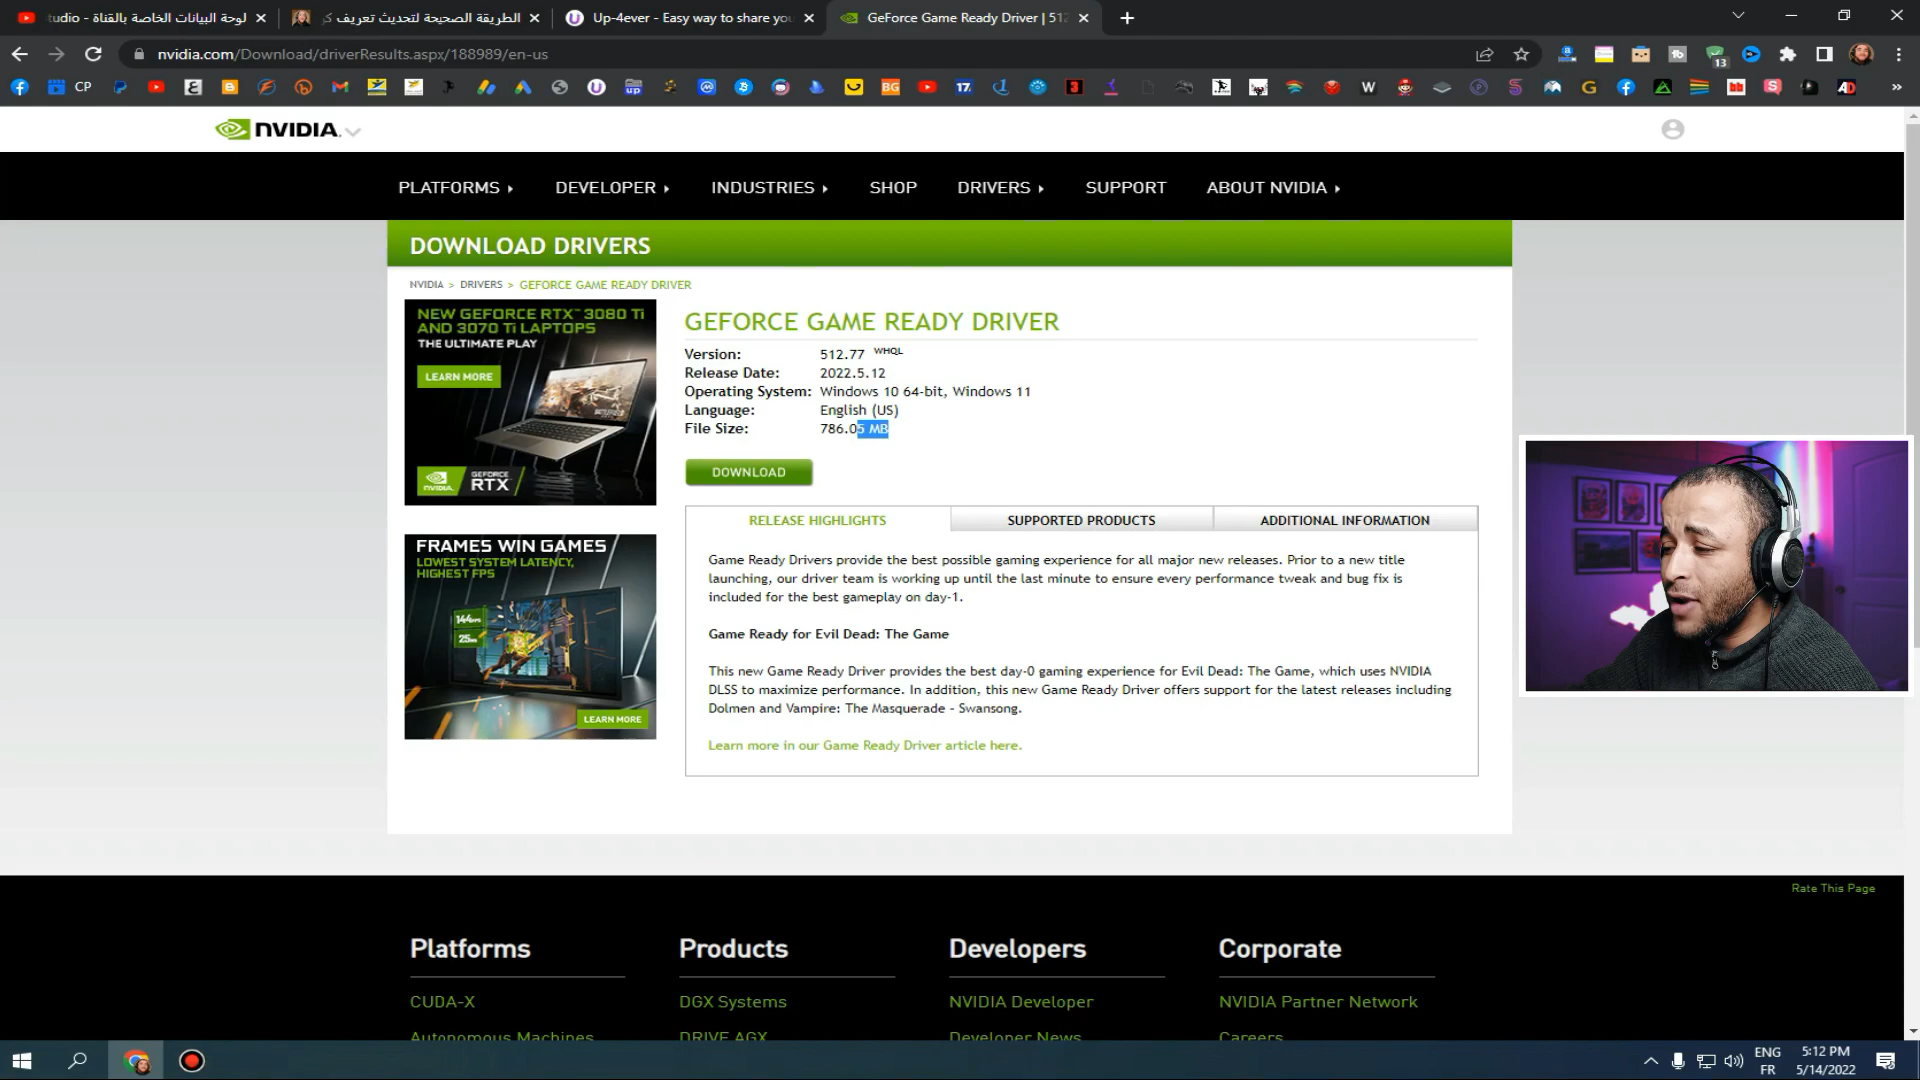 لوحة البيانات الخاصة بالقناة - tudio
الطريقة الصحيحة لتحديث تعريف ك
Up-4ever - Easy way to share you
GeForce Game Ready Driver | 512
nvidia.com/Download/driverResults.aspx/188989/en-us
13
CP
up
BG
17
3
W
G
bb
AD
NVIDIA.
PLATFORMS
DEVELOPER
INDUSTRIES
SHOP
DRIVERS
SUPPORT
ABOUT NVIDIA
DOWNLOAD DRIVERS
NVIDIA > DRIVERS > GEFORCE GAME READY DRIVER
NEW GEFORCE RTX™ 3080 Ti
AND 3070 Ti LAPTOPS
THE ULTIMATE PLAY
LEARN MORE
NVIDIA.
GEFORCE
RTX
GEFORCE GAME READY DRIVER
Version: 512.77 WHQL
Release Date: 2022.5.12
Operating System: Windows 10 64-bit, Windows 11
Language: English (US)
File Size: 786.05 MB
DOWNLOAD
FRAMES WIN GAMES
LOWEST SYSTEM LATENCY,
HIGHEST FPS
LEARN MORE
RELEASE HIGHLIGHTS
SUPPORTED PRODUCTS
ADDITIONAL INFORMATION
Game Ready Drivers provide the best possible gaming experience for all major new releases. Prior to a new title
launching, our driver team is working up until the last minute to ensure every performance tweak and bug fix is
included for the best gameplay on day-1.
Game Ready for Evil Dead: The Game
This new Game Ready Driver provides the best day-0 gaming experience for Evil Dead: The Game, which uses NVIDIA
DLSS to maximize performance. In addition, this new Game Ready Driver offers support for the latest releases including
Dolmen and Vampire: The Masquerade - Swansong.
Learn more in our Game Ready Driver article here.
Rate This Page
Platforms
Products
Developers
Corporate
CUDA-X
DGX Systems
NVIDIA Developer
NVIDIA Partner Network
Autonomous Machines
DRIVE AGX
Developer News
Careers
ENG
FR
5:12 PM
5/14/2022